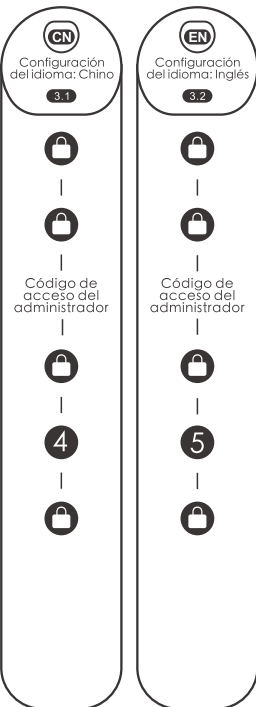 CN
Configuración
del idioma: Chino
3.1
Código de
acceso del
administrador
4
EN
Configuración
del idioma: Inglés
3.2
Código de
acceso del
administrador
5